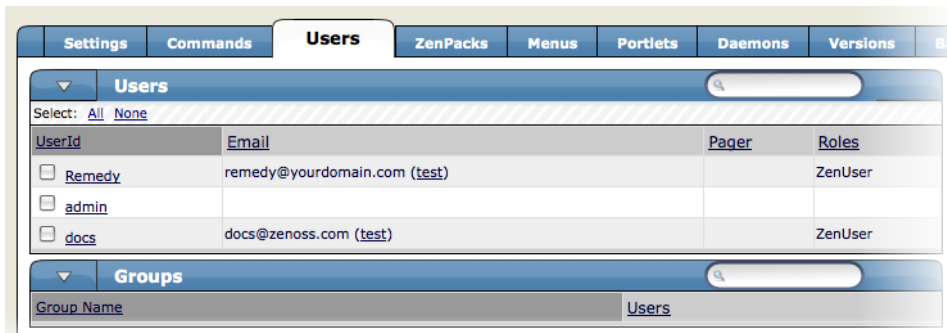 Settings Commands Users ZenPacks Menus Portlets Daemons Versions
Users
Select: All None
UserId Email Pager Roles
Remedy remedy@yourdomain.com (test) ZenUser
admin
docs docs@zenoss.com (test) ZenUser
Groups
Group Name Users